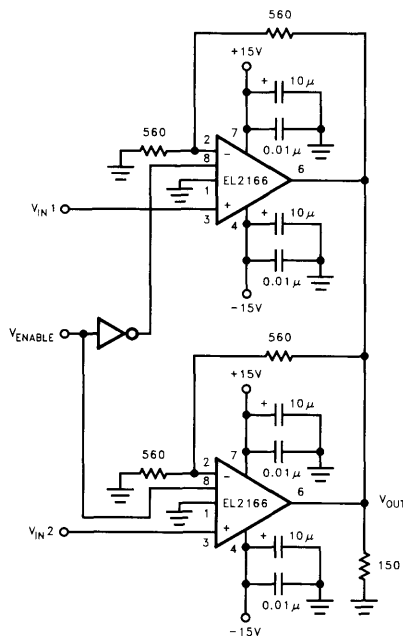 560
+15V
+ 10μ
560
2
7
8
0.01μ
−
6
1
EL2166
V_IN 1
3
+
4
+ 10μ
0.01μ
−15V
V_ENABLE
560
+15V
+ 10μ
560
2
7
8
0.01μ
−
6
1
EL2166
V_OUT
V_IN 2
3
+
4
+ 10μ
150
0.01μ
−15V